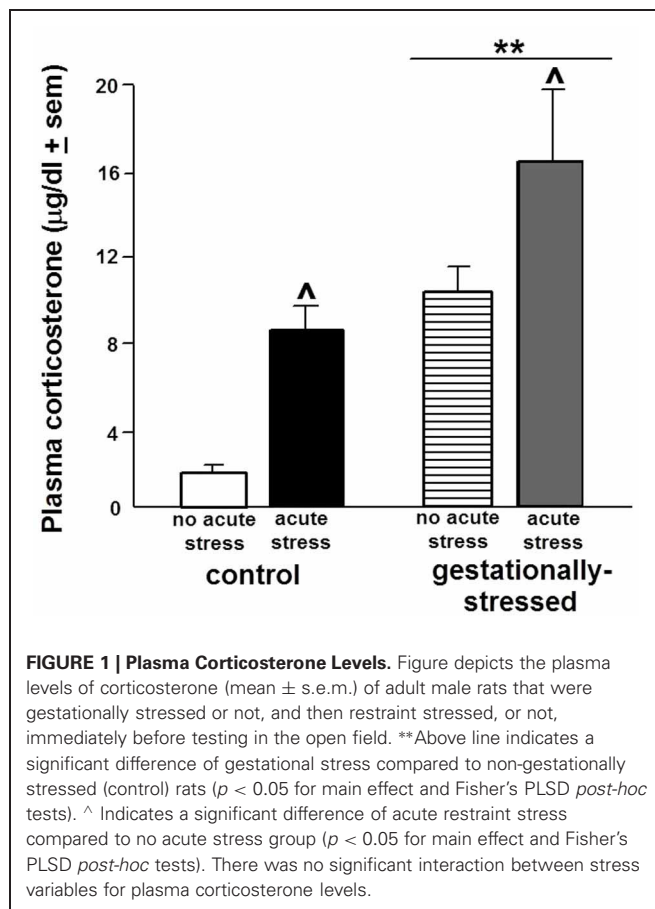 **
20
^
16
12
^
8
4
0
Plasma corticosterone (µg/dl ± sem)
no acute stress
acute stress
no acute stress
acute stress
control
gestationally-stressed
FIGURE 1 | Plasma Corticosterone Levels. Figure depicts the plasma
levels of corticosterone (mean ± s.e.m.) of adult male rats that were
gestationally stressed or not, and then restraint stressed, or not,
immediately before testing in the open field. **Above line indicates a
significant difference of gestational stress compared to non-gestationally
stressed (control) rats (p < 0.05 for main effect and Fisher's PLSD post-hoc
tests). ^ Indicates a significant difference of acute restraint stress
compared to no acute stress group (p < 0.05 for main effect and Fisher's
PLSD post-hoc tests). There was no significant interaction between stress
variables for plasma corticosterone levels.